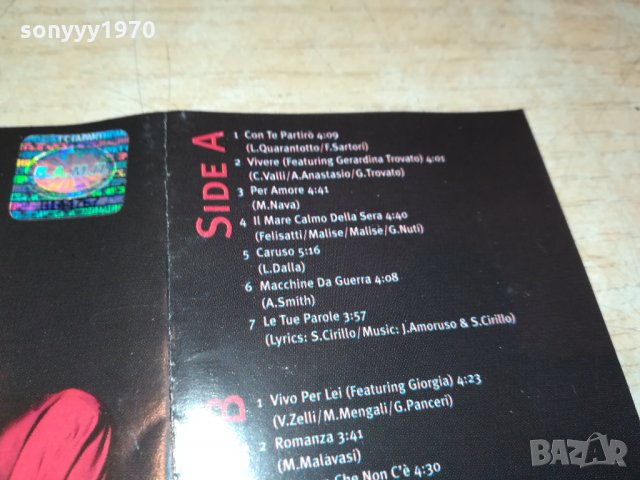 sonyyy1970
SIDE A
1 Con Te Partirò 4:09
(L.Quarantotto/F.Sartori)
2 Vivere (Featuring Gerardina Trovato) 4:01
(C.Valli/A.Anastasio/G.Trovato)
3 Per Amore 4:41
(M.Nava)
4 Il Mare Calmo Della Sera 4:40
(Felisatti/Malise/Malisè/G.Nuti)
5 Caruso 5:16
(L.Dalla)
6 Macchine Da Guerra 4:08
(A.Smith)
7 Le Tue Parole 3:57
(Lyrics: S.Cirillo/Music: J.Amoruso & S.Cirillo)
B
1 Vivo Per Lei (Featuring Giorgia) 4:23
(V.Zelli/M.Mengali/G.Panceri)
2 Romanza 3:41
(M.Malavasi)
Che Non C'è 4:30
BAZAR